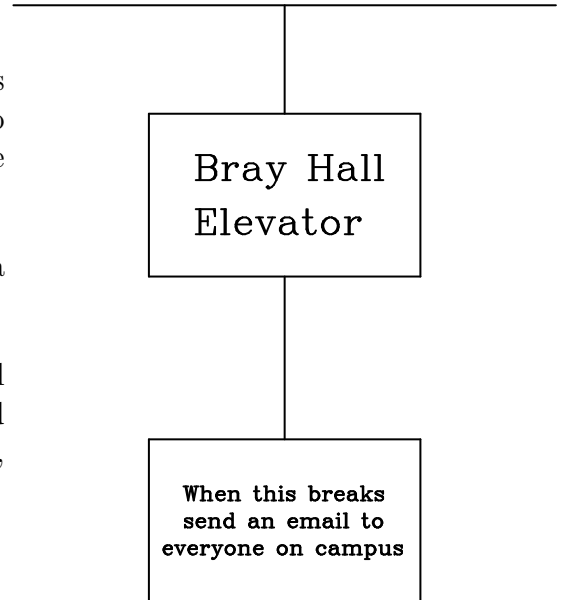 Bray Hall
Elevator
When this breaks
send an email to
everyone on campus